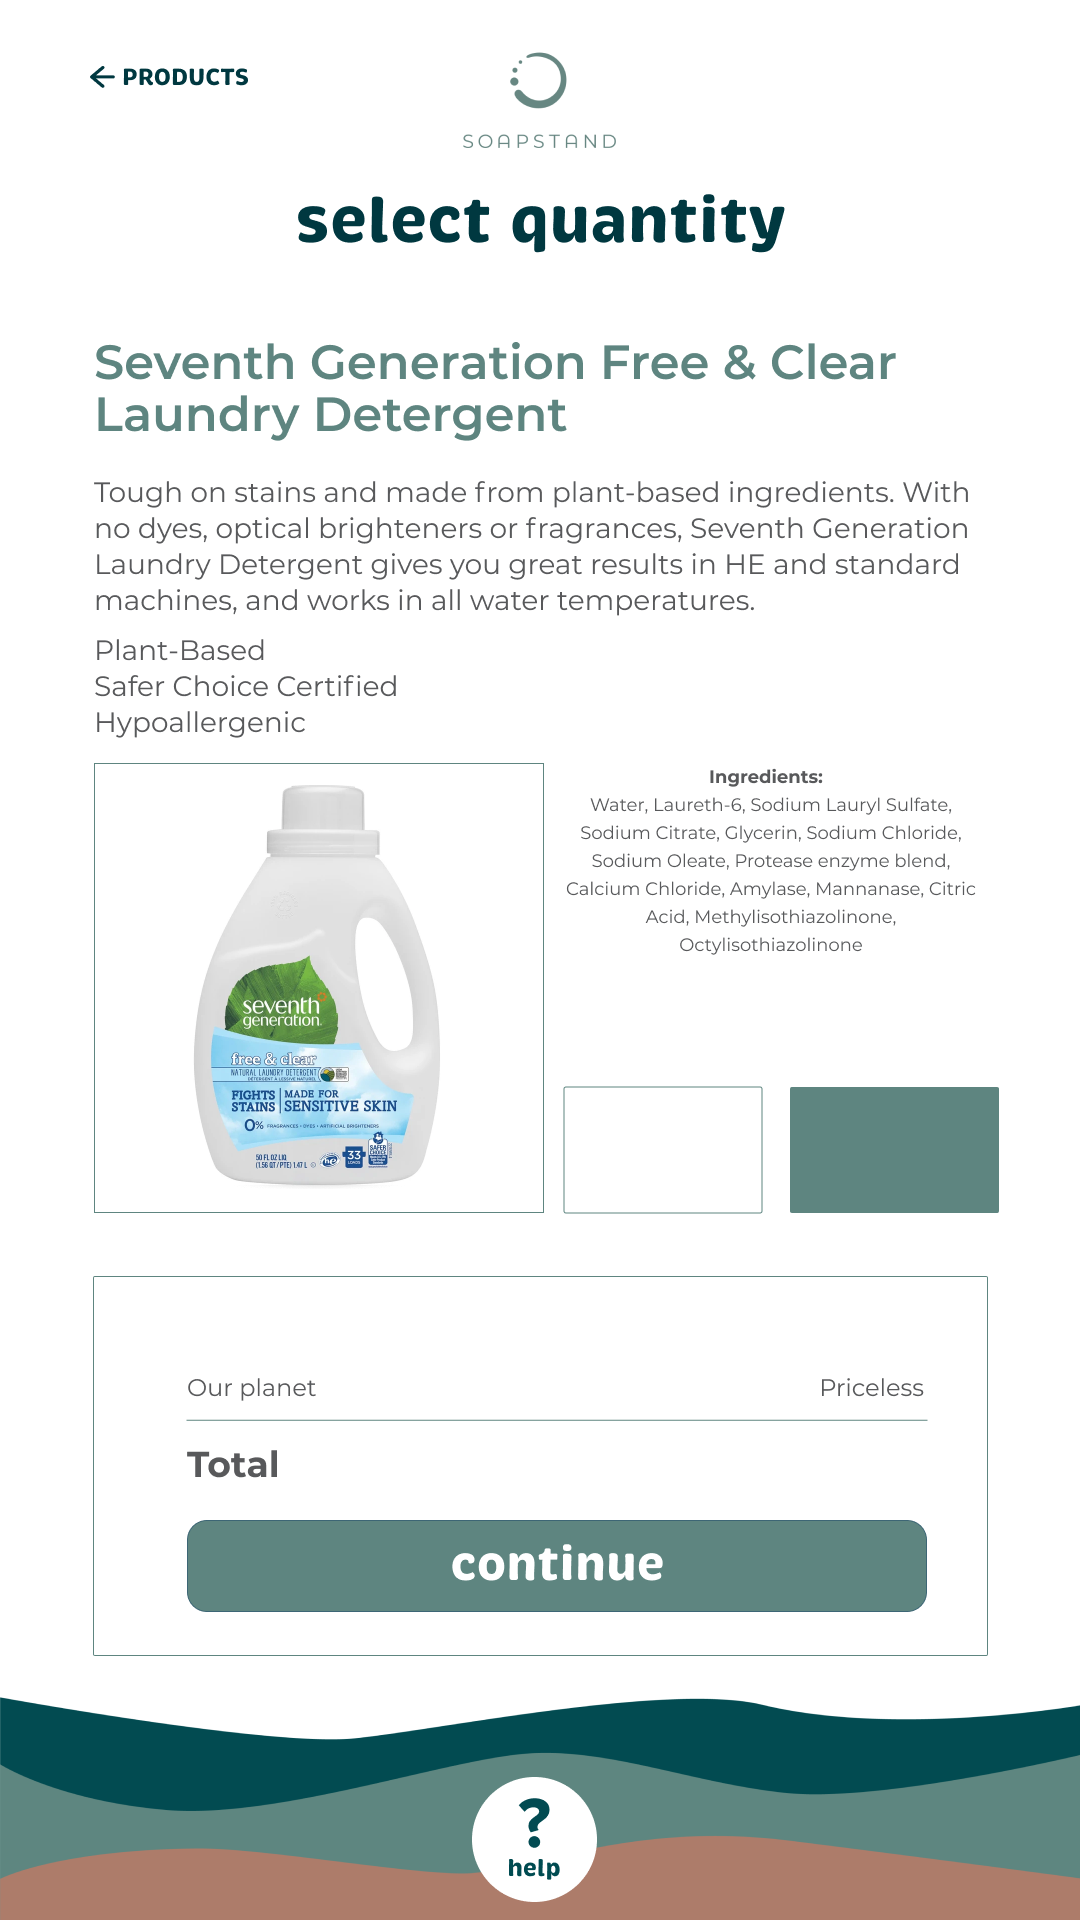 ← PRODUCTS
SOAPSTAND
select quantity
Seventh Generation Free & Clear
Laundry Detergent
Tough on stains and made from plant-based ingredients. With
no dyes, optical brighteners or fragrances, Seventh Generation
Laundry Detergent gives you great results in HE and standard
machines, and works in all water temperatures.
Plant-Based
Safer Choice Certified
Hypoallergenic
seventh
generation.
free & clear
NATURAL LAUNDRY DETERGENT
DETERGENT A LESSIVE NATUREL
FIGHTS
STAINS
MADE FOR
SENSITIVE SKIN
0% FRAGRANCES • DYES • ARTIFICIAL BRIGHTENERS
50 FL OZ LIQ
(1.56 QT/PTE) 1.47 L
he
33
LOADS
SAFER
CHOICE
Ingredients:
Water, Laureth-6, Sodium Lauryl Sulfate,
Sodium Citrate, Glycerin, Sodium Chloride,
Sodium Oleate, Protease enzyme blend,
Calcium Chloride, Amylase, Mannanase, Citric
Acid, Methylisothiazolinone,
Octylisothiazolinone
Our planet Priceless
Total
continue
?
help